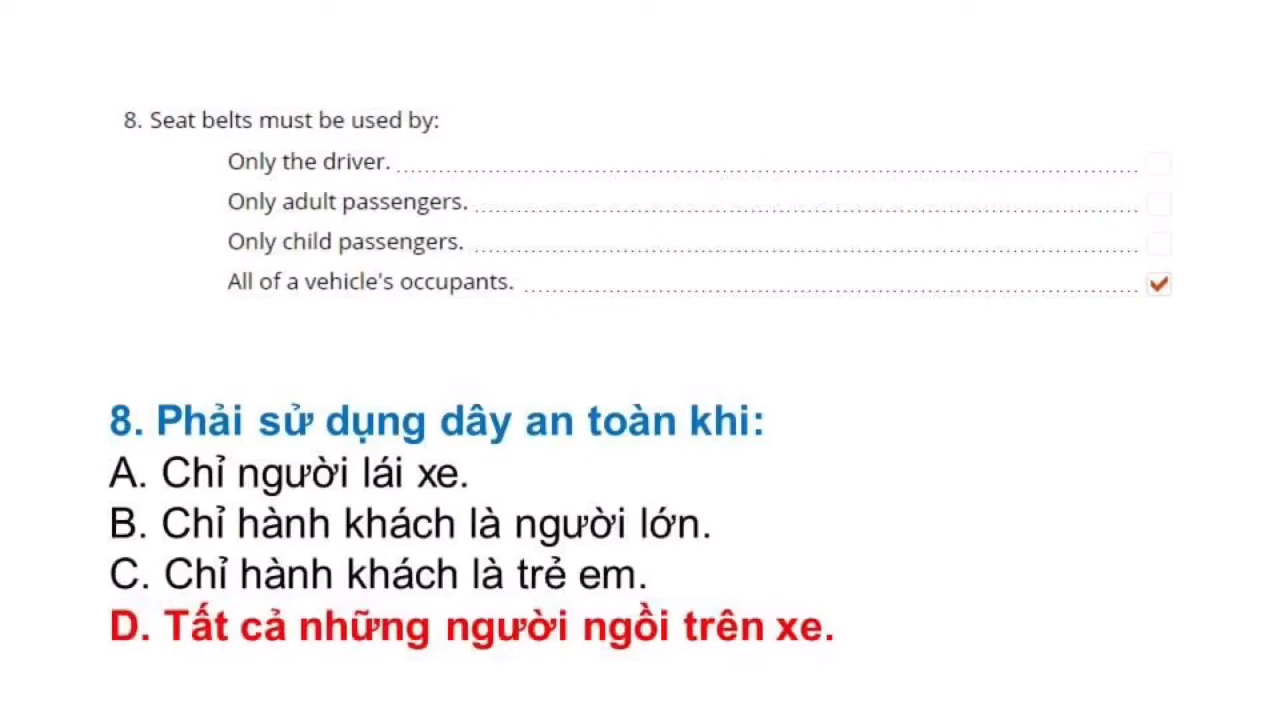 8. Seat belts must be used by:
Only the driver.
Only adult passengers.
Only child passengers.
All of a vehicle's occupants.
8. Phải sử dụng dây an toàn khi:
A. Chỉ người lái xe.
B. Chỉ hành khách là người lớn.
C. Chỉ hành khách là trẻ em.
D. Tất cả những người ngồi trên xe.